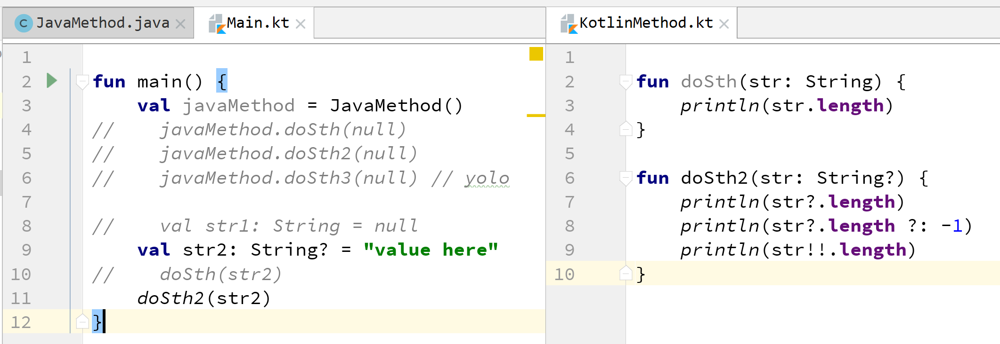 JavaMethod.java
Main.kt
1
2 fun main() {
3     val javaMethod = JavaMethod()
4 //    javaMethod.doSth(null)
5 //    javaMethod.doSth2(null)
6 //    javaMethod.doSth3(null) // yolo
7
8 //    val str1: String = null
9     val str2: String? = "value here"
10 //    doSth(str2)
11     doSth2(str2)
12 }
KotlinMethod.kt
1
2 fun doSth(str: String) {
3     println(str.length)
4 }
5
6 fun doSth2(str: String?) {
7     println(str?.length)
8     println(str?.length ?: -1)
9     println(str!!.length)
10 }